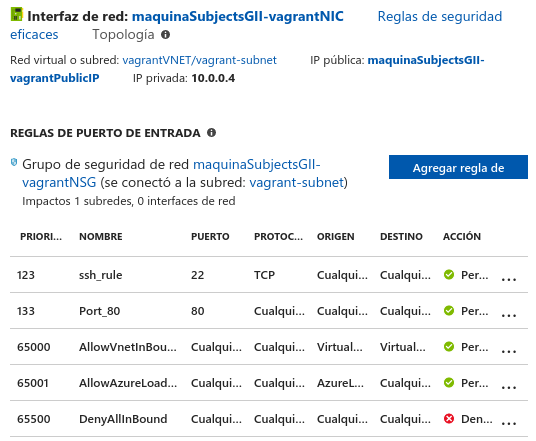 Interfaz de red: maquinaSubjectsGII-vagrantNIC Reglas de seguridad
eficaces Topología
Red virtual o subred: vagrantVNET/vagrant-subnet IP pública: maquinaSubjectsGII-
vagrantPublicIP IP privada: 10.0.0.4
REGLAS DE PUERTO DE ENTRADA
Grupo de seguridad de red maquinaSubjectsGII-
vagrantNSG (se conectó a la subred: vagrant-subnet)
Impactos 1 subredes, 0 interfaces de red
Agregar regla de
PRIORI... NOMBRE PUERTO PROTOC... ORIGEN DESTINO ACCIÓN
123 ssh_rule 22 TCP Cualqui... Cualqui... Per... ...
133 Port_80 80 Cualqui... Cualqui... Cualqui... Per... ...
65000 AllowVnetInBou... Cualqui... Cualqui... Virtual... Virtual... Per... ...
65001 AllowAzureLoad... Cualqui... Cualqui... AzureL... Cualqui... Per... ...
65500 DenyAllInBound Cualqui... Cualqui... Cualqui... Cualqui... Den... ...